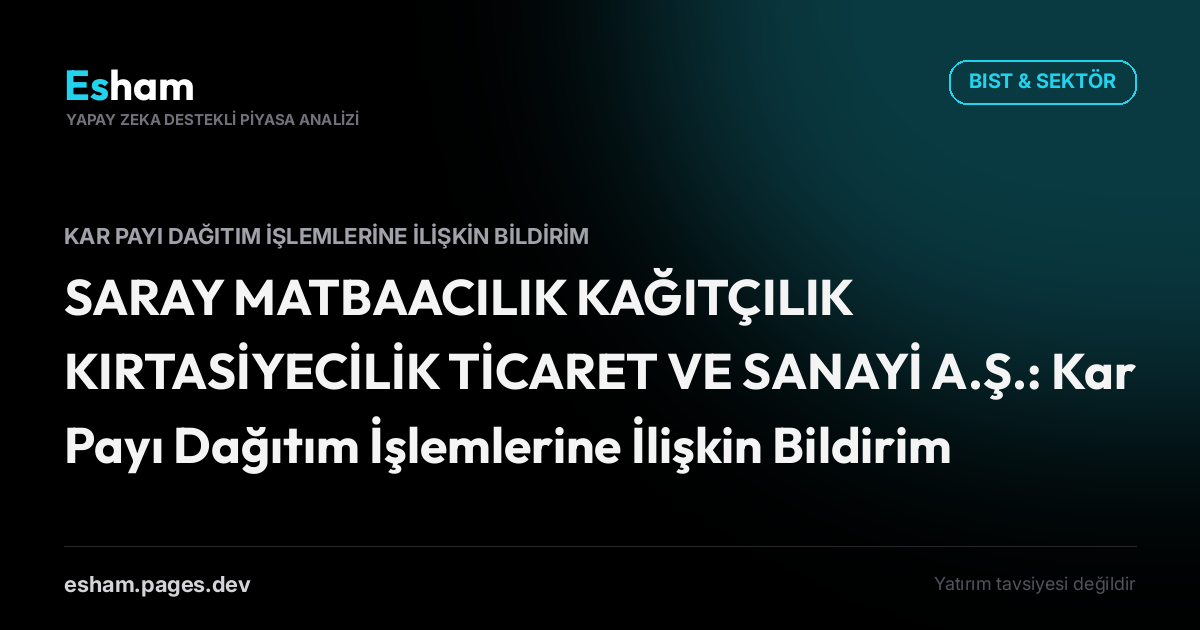 Esham
BIST & SEKTÖR
YAPAY ZEKA DESTEKLİ PİYASA ANALİZİ
KAR PAYI DAĞITIM İŞLEMLERİNE İLİŞKİN BİLDİRİM
SARAY MATBAACILIK KAĞITÇILIK
KIRTASİYECİLİK TİCARET VE SANAYİ A.Ş.: Kar
Payı Dağıtım İşlemlerine İlişkin Bildirim
esham.pages.dev
Yatırım tavsiyesi değildir